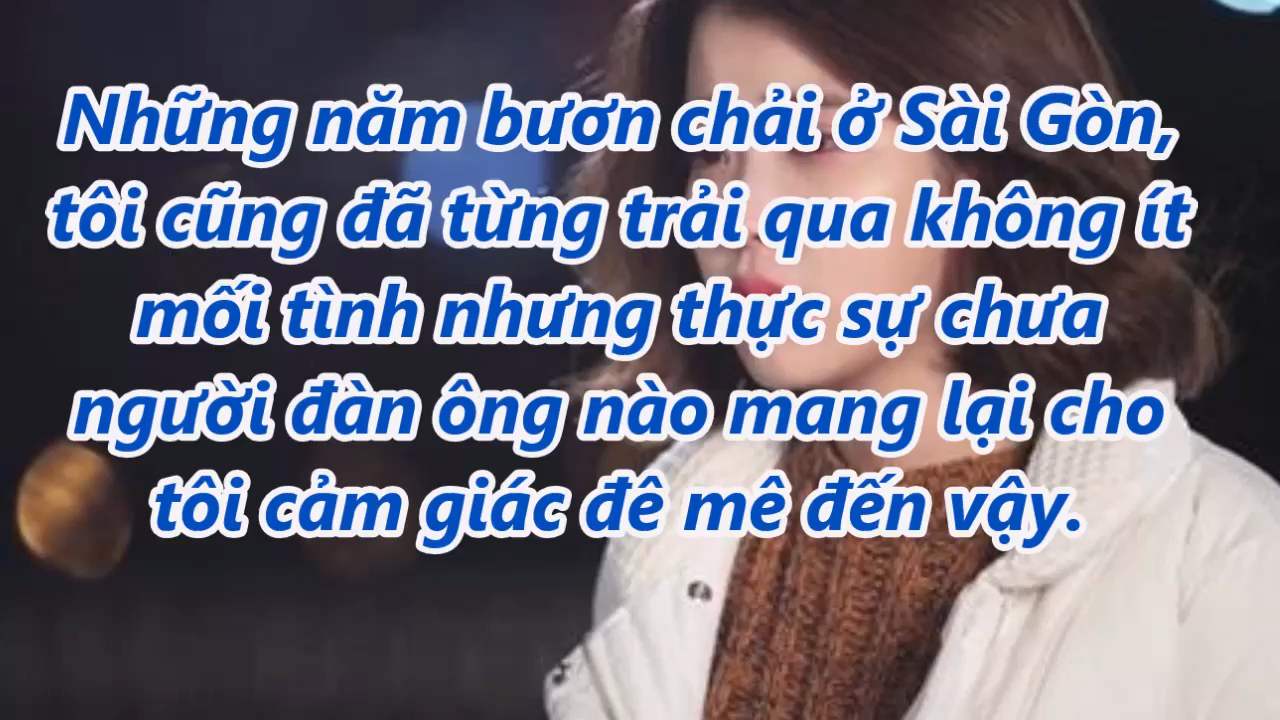 Những năm bươn chải ở Sài Gòn,
tôi cũng đã từng trải qua không ít
mối tình nhưng thực sự chưa
người đàn ông nào mang lại cho
tôi cảm giác đê mê đến vậy.